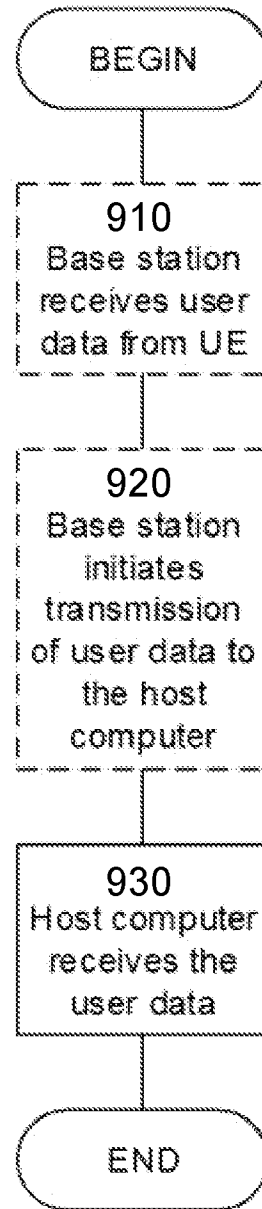 BEGIN
910
Base station
receives user
data from UE
920
Base station
initiates
transmission
of user data to
the host
computer
930
Host computer
receives the
user data
END